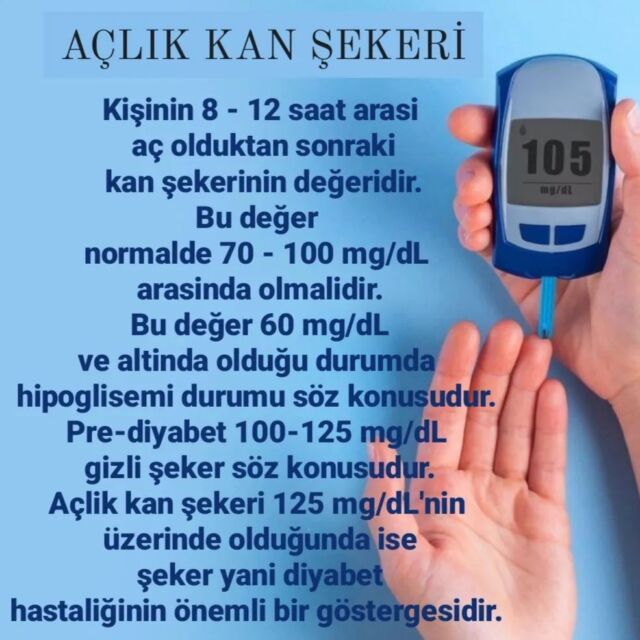 AÇLIK KAN ŞEKERİ
Kişinin 8 - 12 saat arasi
aç olduktan sonraki
kan şekerinin değeridir.
Bu değer
normalde 70 - 100 mg/dL
arasinda olmalidir.
Bu değer 60 mg/dL
ve altinda olduğu durumda
hipoglisemi durumu söz konusudur.
Pre-diyabet 100-125 mg/dL
gizli şeker söz konusudur.
Açlik kan şekeri 125 mg/dL'nin
üzerinde olduğunda ise
şeker yani diyabet
hastaliğinin önemli bir göstergesidir.
105
mg/dL